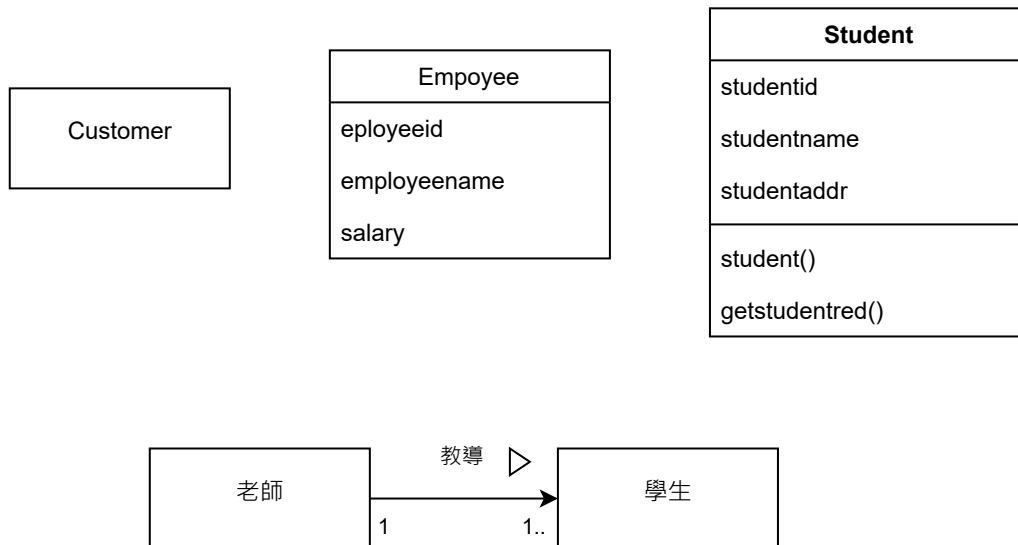 Customer
Empoyee
eployeeid
employeename
salary
Student
studentid
studentname
studentaddr
student()
getstudentred()
教導
老師
學生
1
1..